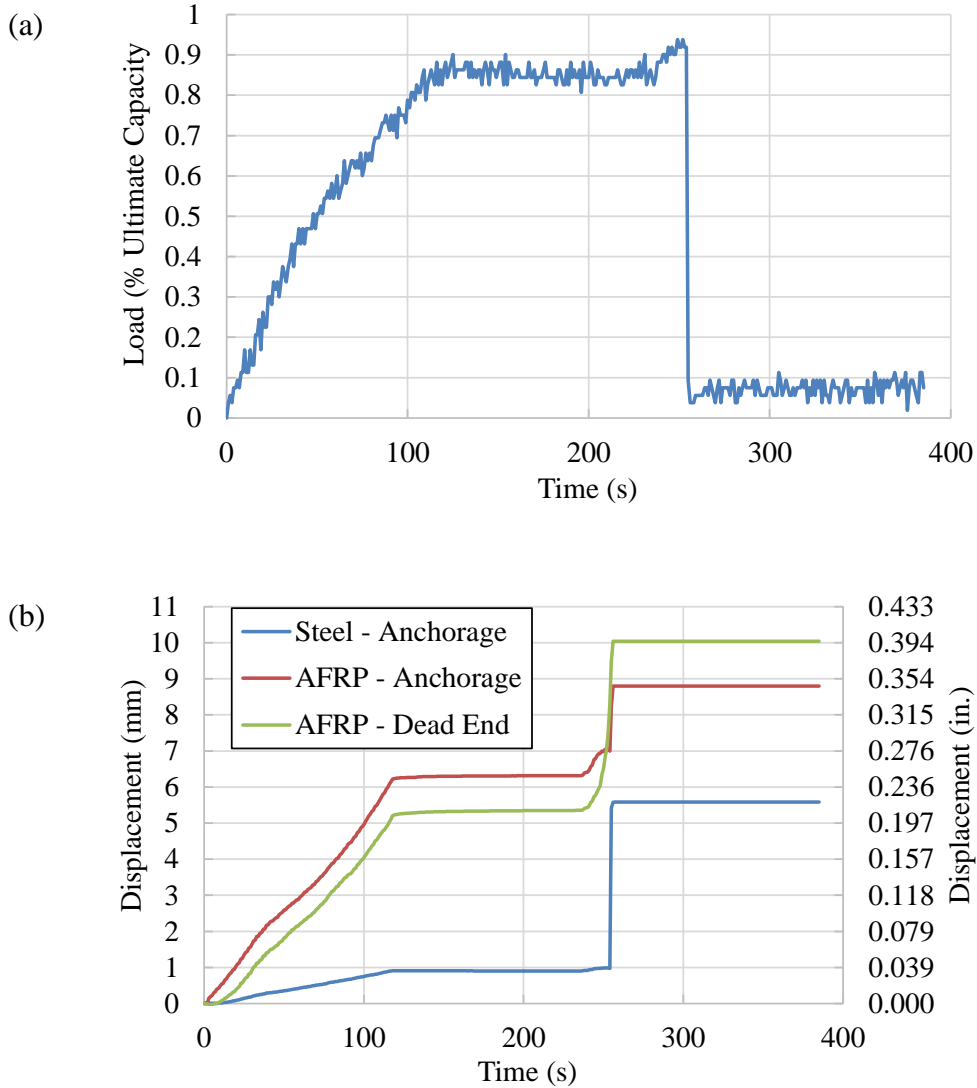 (a)
Load (% Ultimate Capacity
1
0.9
0.8
0.7
0.6
0.5
0.4
0.3
0.2
0.1
0
0 100 200 300 400
Time (s)
(b)
Displacement (mm)
11
10
9
8
7
6
5
4
3
2
1
0
Steel - Anchorage
AFRP - Anchorage
AFRP - Dead End
0.433
0.394
0.354
0.315
0.276
0.236
0.197
0.157
0.118
0.079
0.039
0.000
Displacement (in.)
0 100 200 300 400
Time (s)